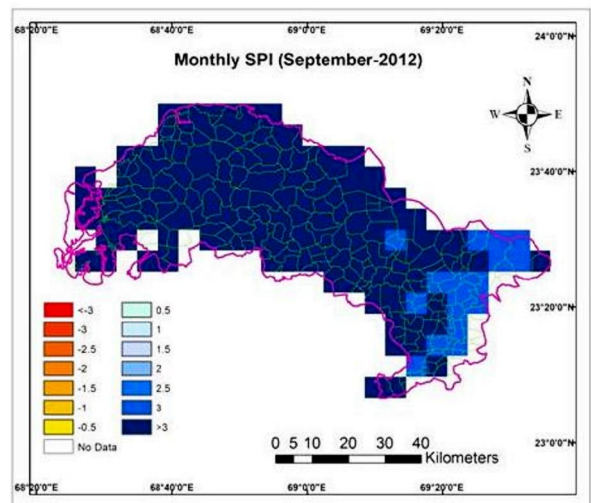 68°20'0"E 68°40'0"E 69°0'0"E 69°20'0"E
24°0'0"N
Monthly SPI (September-2012)
N
W E
S
23°40'0"N
23°20'0"N
<-3 0.5
-3 1
-2.5 1.5
-2 2
-1.5 2.5
-1 3
-0.5 >3
No Data
0 5 10 20 30 40
Kilometers
23°0'0"N
68°20'0"E 68°40'0"E 69°0'0"E 69°20'0"E